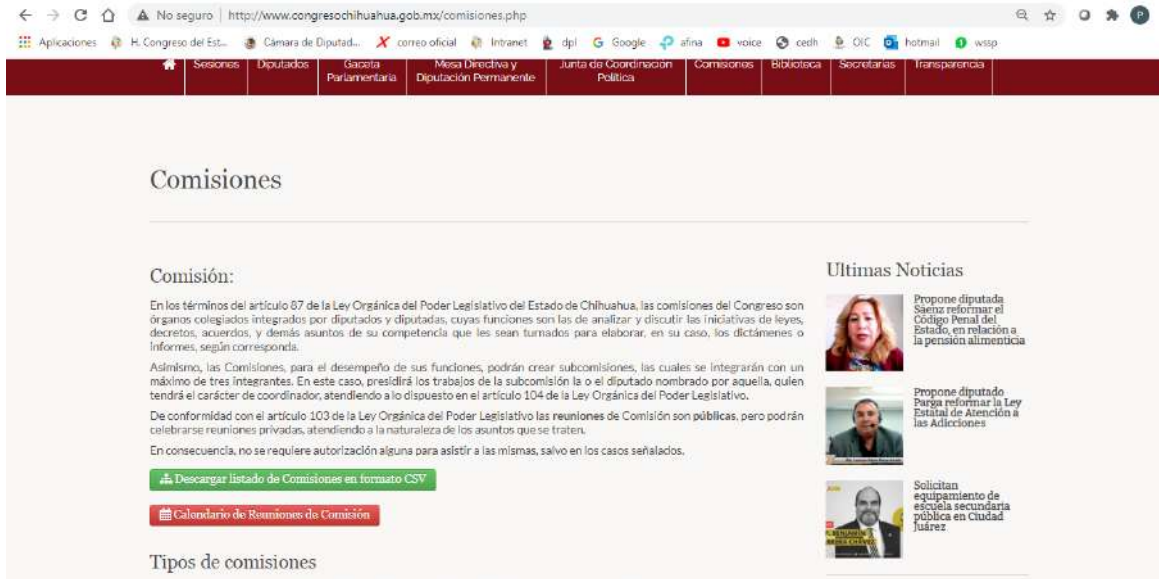 No seguro | http://www.congresochihuahua.gob.mx/comisiones.php
P
Aplicaciones H. Congreso del Est... Cámara de Diputad... correo oficial Intranet dpl Google afina voice cedh OIC hotmail wssp
Sesiones Diputados Gaceta Parlamentaria Mesa Directiva y Diputación Permanente Junta de Coordinación Política Comisiones Biblioteca Secretarías Transparencia
Comisiones
Comisión:
En los términos del artículo 87 de la Ley Orgánica del Poder Legislativo del Estado de Chihuahua, las comisiones del Congreso son
órganos colegiados integrados por diputados y diputadas, cuyas funciones son las de analizar y discutir las iniciativas de leyes,
decretos, acuerdos, y demás asuntos de su competencia que les sean turnados para elaborar, en su caso, los dictámenes o
informes, según corresponda.
Asimismo, las Comisiones, para el desempeño de sus funciones, podrán crear subcomisiones, las cuales se integrarán con un
máximo de tres integrantes. En este caso, presidirá los trabajos de la subcomisión la o el diputado nombrado por aquella, quien
tendrá el carácter de coordinador, atendiendo a lo dispuesto en el artículo 104 de la Ley Orgánica del Poder Legislativo.
De conformidad con el artículo 103 de la Ley Orgánica del Poder Legislativo las reuniones de Comisión son públicas, pero podrán
celebrarse reuniones privadas, atendiendo a la naturaleza de los asuntos que se traten.
En consecuencia, no se requiere autorización alguna para asistir a las mismas, salvo en los casos señalados.
Descargar listado de Comisiones en formato CSV
Calendario de Reuniones de Comisión
Tipos de comisiones
Ultimas Noticias
Propone diputada
Sáenz reformar el
Código Penal del
Estado, en relación a
la pensión alimenticia
Propone diputado
Parga reformar la Ley
Estatal de Atención a
las Adicciones
Solicitan
equipamiento de
escuela secundaria
pública en Ciudad
Juárez